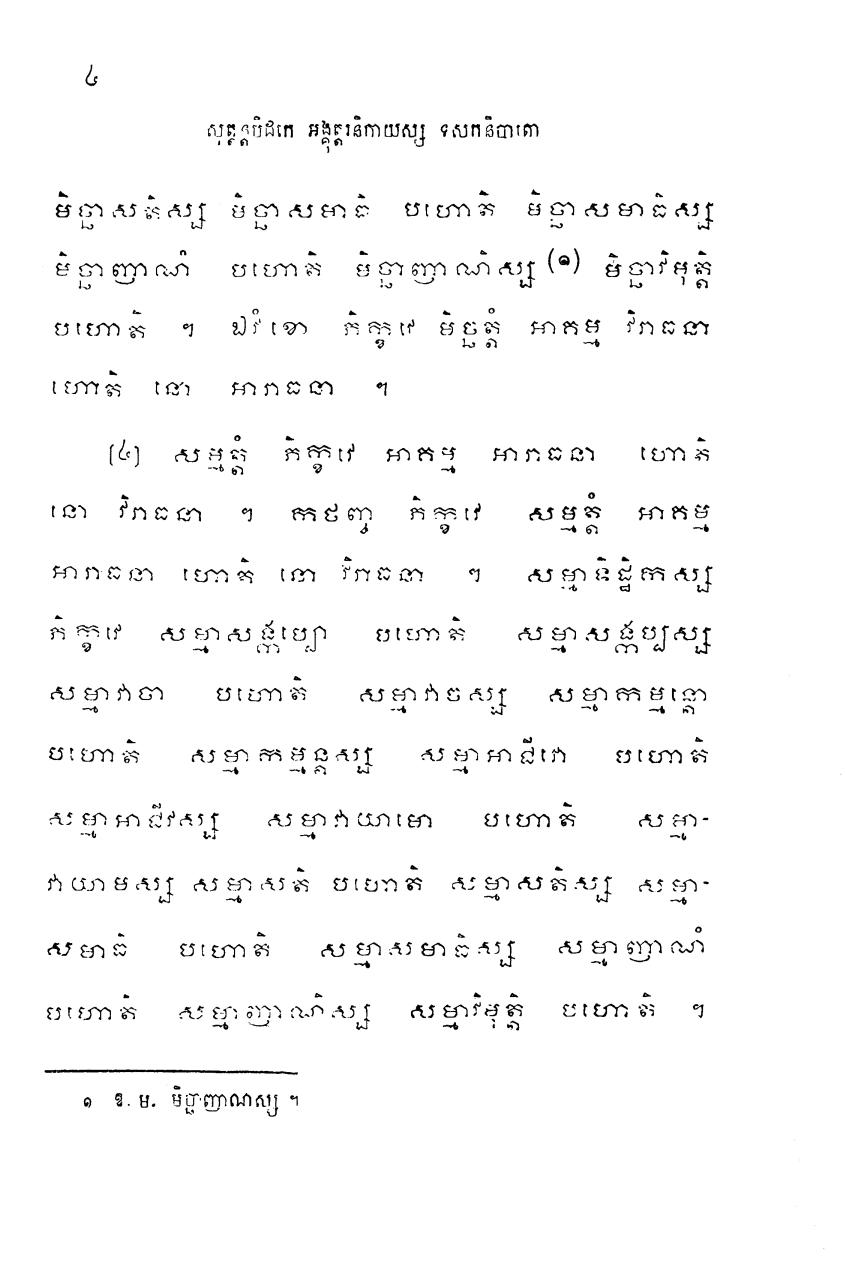 ៤
សុត្តន្តបិដកេ អង្គុត្តរនិកាយស្ស ទសកនិបាតោ
មិច្ឆាសតិស្ស មិច្ឆាសមាធិ បហោតិ មិច្ឆាសមាធិស្ស
មិច្ឆាញាណំ បហោតិ មិច្ឆាញាណិស្ស (១) មិច្ឆាវិមុត្តិ
បហោតិ ។ ឯវំ ខោ ភិក្ខវេ មិច្ឆត្តំ អាគម្ម វិរាធនា
ហោតិ នោ អារាធនា ។
[៤] សម្មត្តំ ភិក្ខវេ អាគម្ម អារាធនា ហោតិ
នោ វិរាធនា ។ កថញ្ច ភិក្ខវេ សម្មត្តំ អាគម្ម
អារាធនា ហោតិ នោ វិរាធនា ។ សម្មាទិដ្ឋិកស្ស
ភិក្ខវេ សម្មាសង្កប្បោ បហោតិ សម្មាសង្កប្បស្ស
សម្មាវាចា បហោតិ សម្មាវាចស្ស សម្មាកម្មន្តោ
បហោតិ សម្មាកម្មន្តស្ស សម្មាអាជីវោ បហោតិ
សម្មាអាជីវស្ស សម្មាវាយាមោ បហោតិ សម្មា-
វាយាមស្ស សម្មាសតិ បហោតិ សម្មាសតិស្ស សម្មា-
សមាធិ បហោតិ សម្មាសមាធិស្ស សម្មាញាណំ
បហោតិ សម្មាញាណិស្ស សម្មាវិមុត្តិ បហោតិ ។
១ ឱ. ម. មិច្ឆាញាណស្ស ។